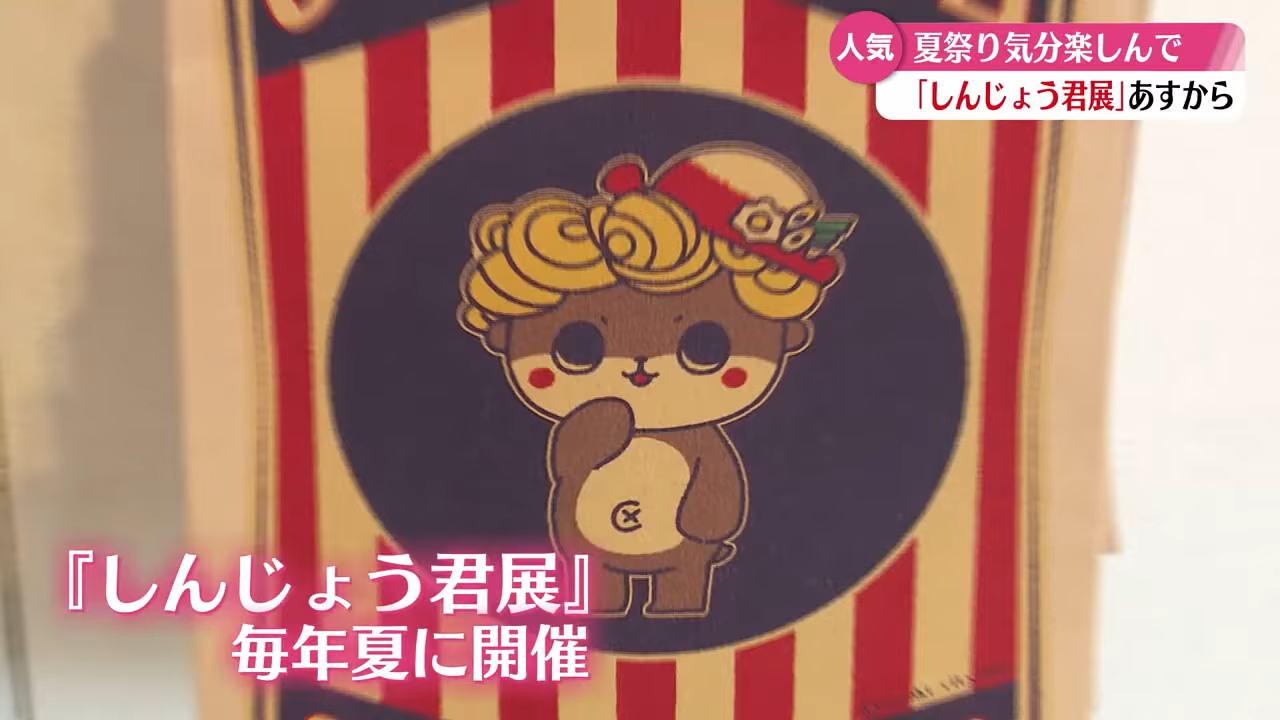 人気
夏祭り気分楽しんで
「しんじょう君展」あすから
『しんじょう君展』
毎年夏に開催